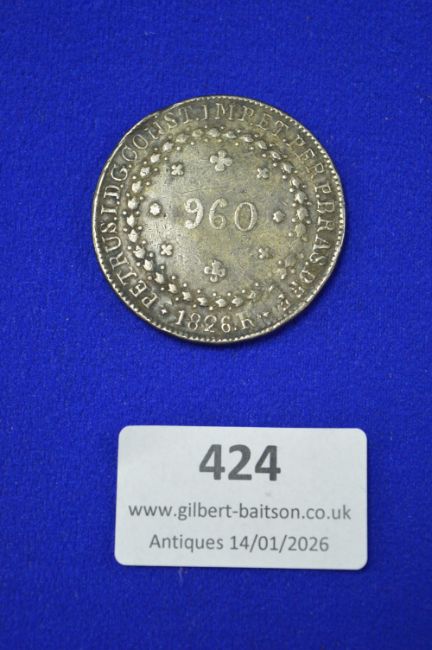 PETRUS.I.D.G.CONST.IMP.ET.PERP.BRAS.DEF.
960
1826.R
424
www.gilbert-baitson.co.uk
Antiques 14/01/2026